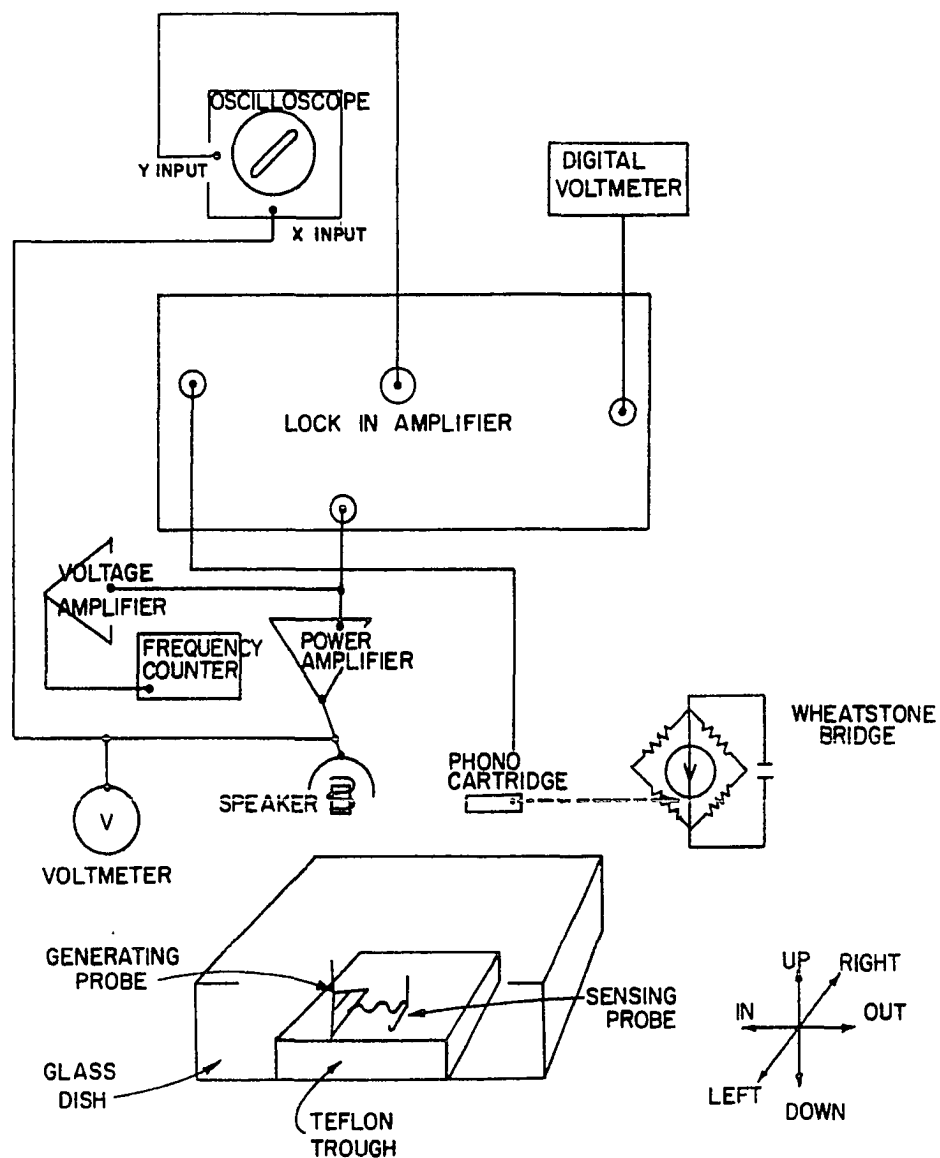 OSCILLOSCOPE
Y INPUT
X INPUT
DIGITAL
VOLTMETER
LOCK IN AMPLIFIER
VOLTAGE
AMPLIFIER
FREQUENCY
COUNTER
POWER
AMPLIFIER
WHEATSTONE
BRIDGE
V
PHONO
CARTRIDGE
SPEAKER
V
VOLTMETER
GENERATING
PROBE
SENSING
PROBE
UP
RIGHT
IN
OUT
LEFT
DOWN
GLASS
DISH
TEFLON
TROUGH